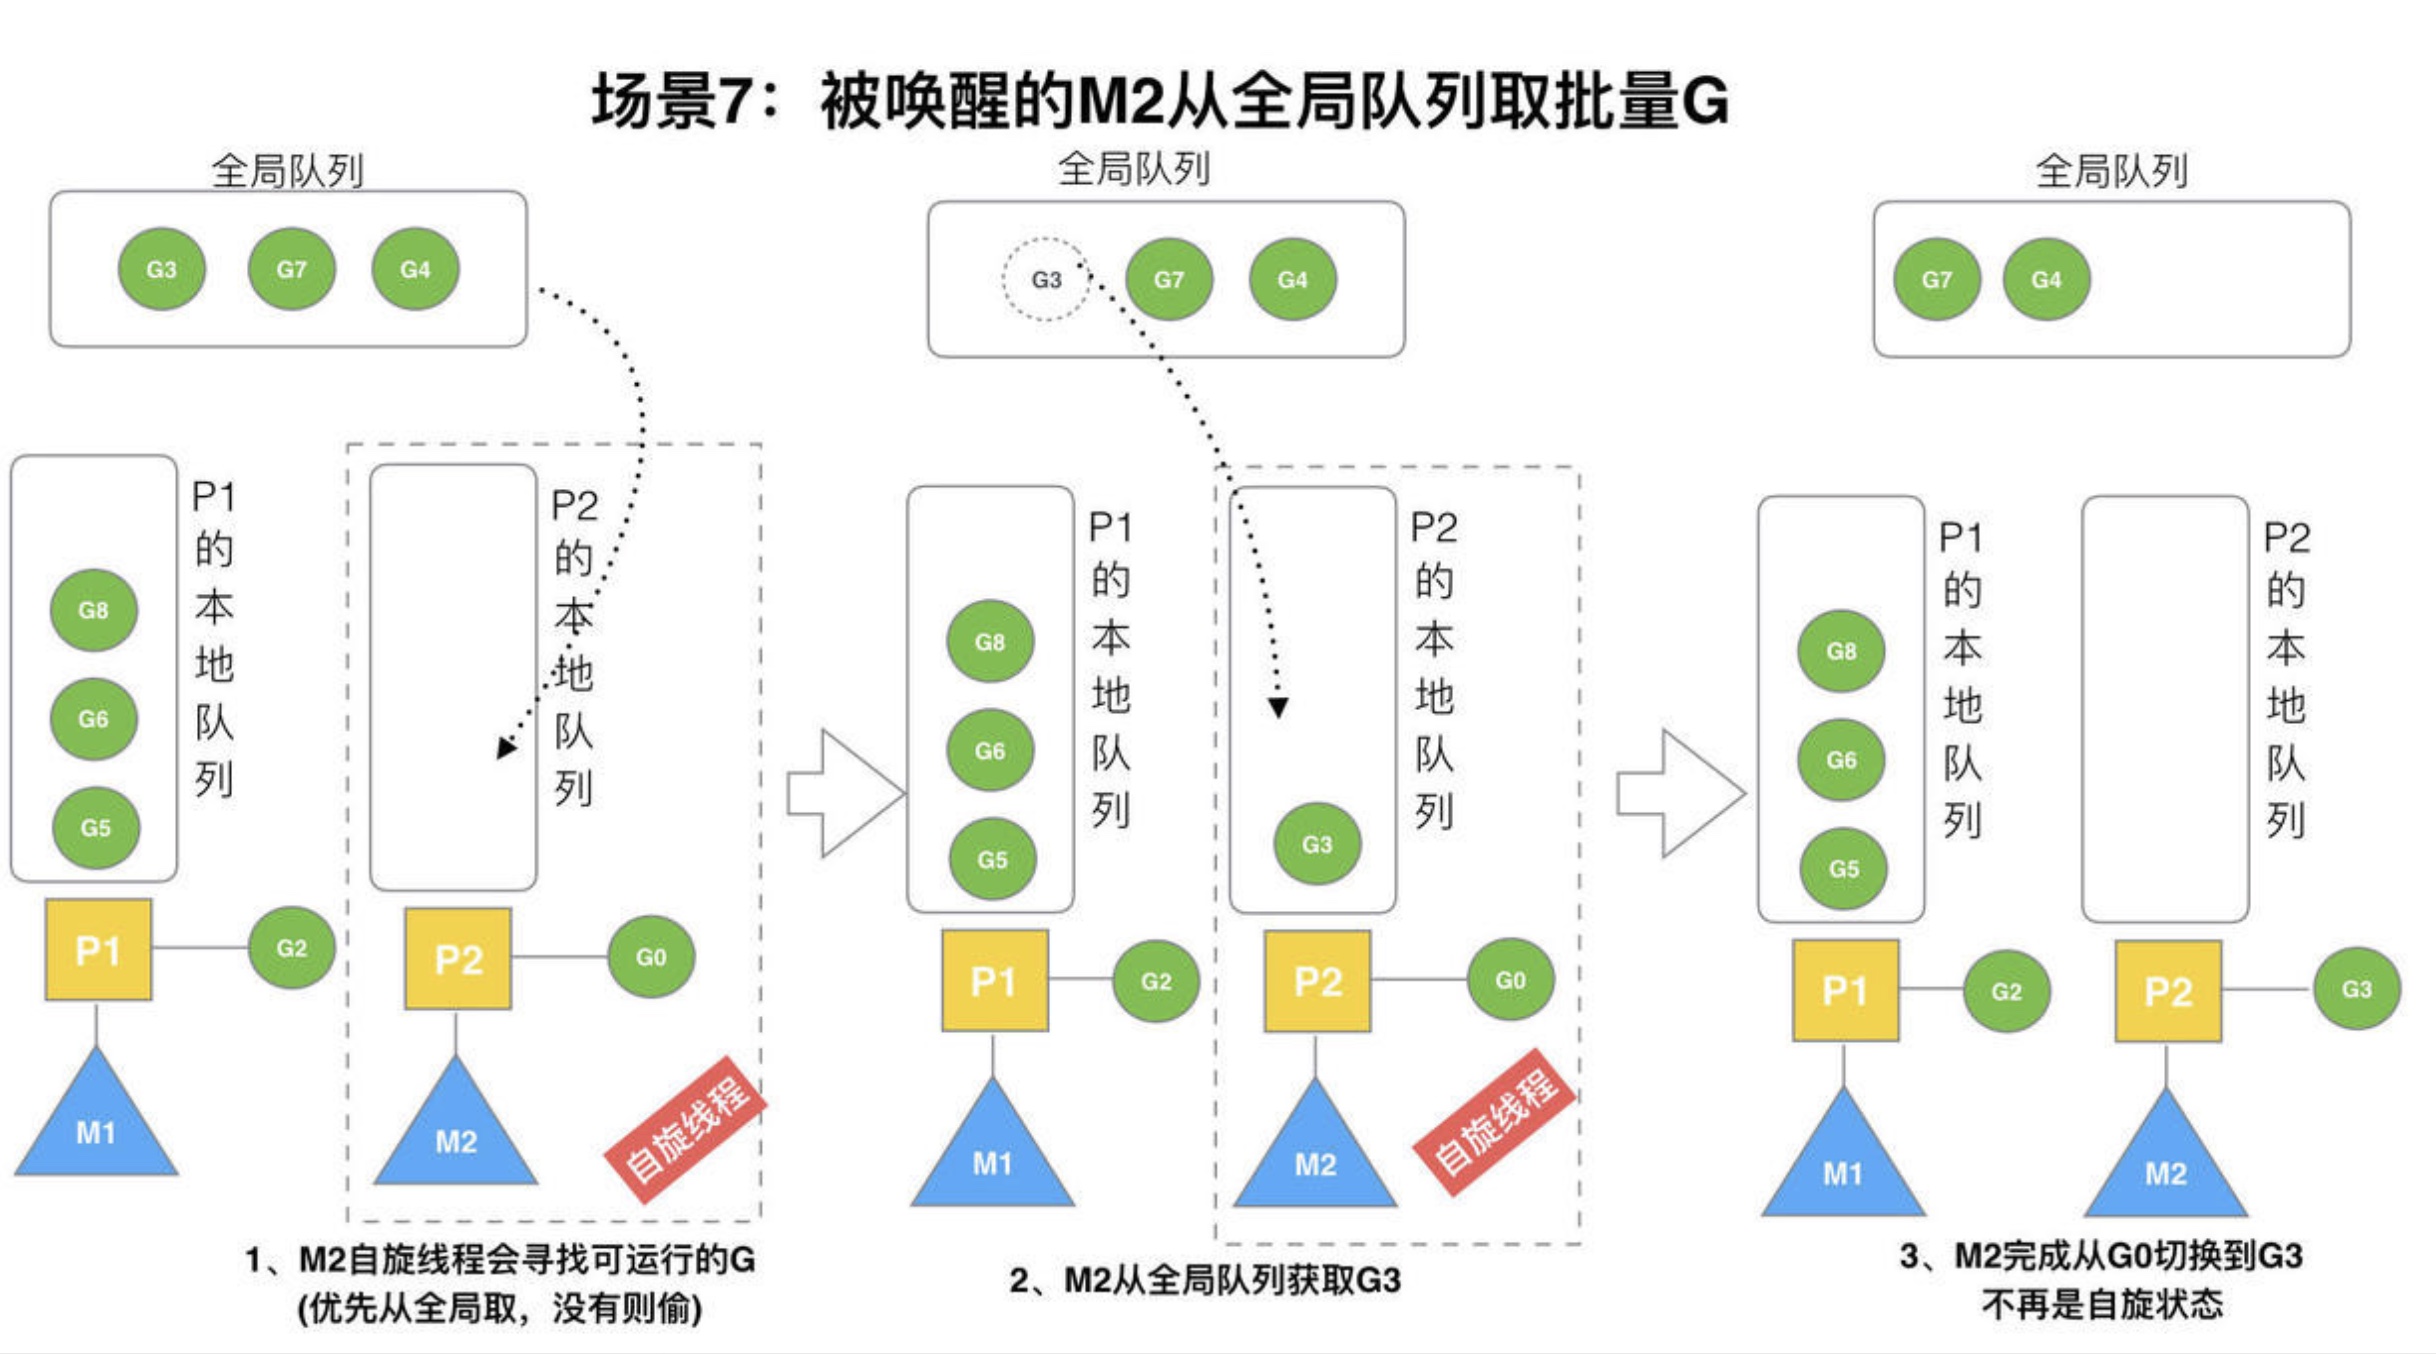 场景7：被唤醒的M2从全局队列取批量G
全局队列
G3
G7
G4
P1的本地队列
G8
G6
G5
P1
G2
M1
P2的本地队列
P2
G0
M2
自旋线程
1、M2自旋线程会寻找可运行的G
(优先从全局取，没有则偷)
全局队列
G3
G7
G4
P1的本地队列
G8
G6
G5
P1
G2
M1
P2的本地队列
G3
P2
G0
M2
自旋线程
2、M2从全局队列获取G3
全局队列
G7
G4
P1的本地队列
G8
G6
G5
P1
G2
M1
P2的本地队列
P2
G3
M2
3、M2完成从G0切换到G3
不再是自旋状态